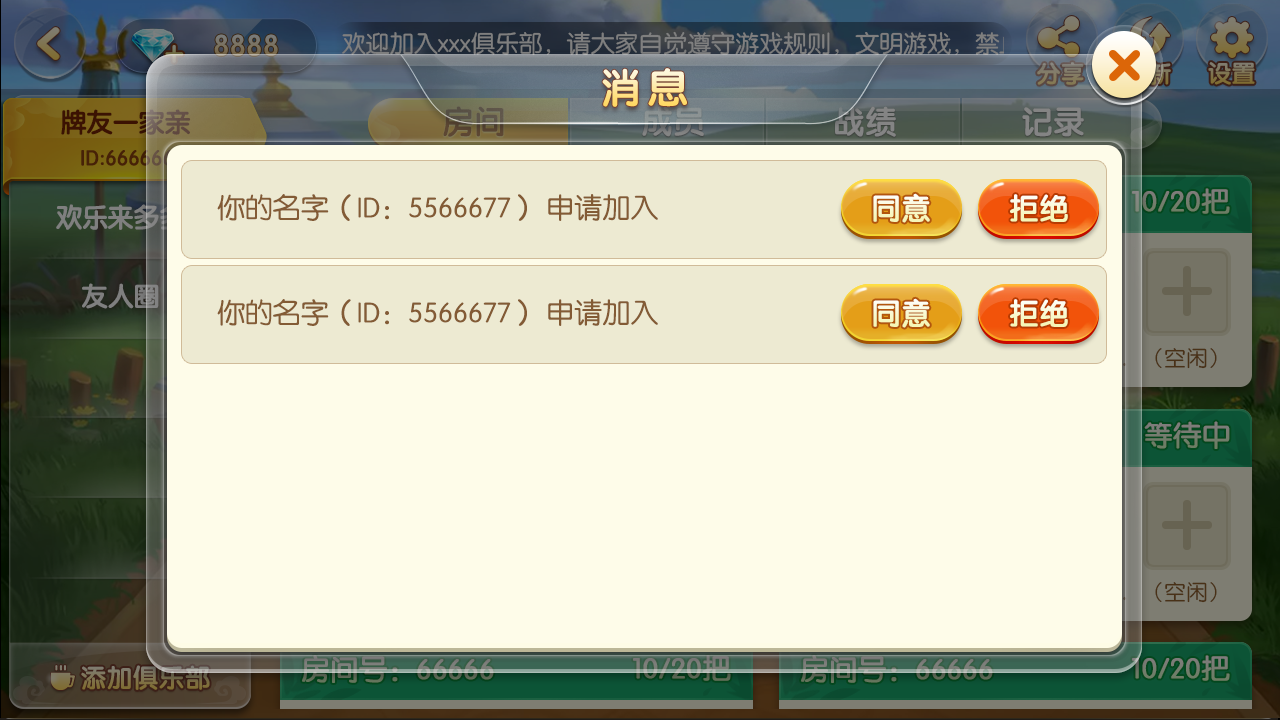 8888
欢迎加入xxx俱乐部，请大家自觉遵守游戏规则，文明游戏，禁
分享
新
设置
消息
牌友一家亲
ID:66666
房间
成员
战绩
记录
你的名字（ID：5566677）申请加入
同意
拒绝
你的名字（ID：5566677）申请加入
同意
拒绝
欢乐来多
友人圈
10/20把
（空闲）
等待中
（空闲）
添加俱乐部
房间号：66666
10/20把
房间号：66666
10/20把